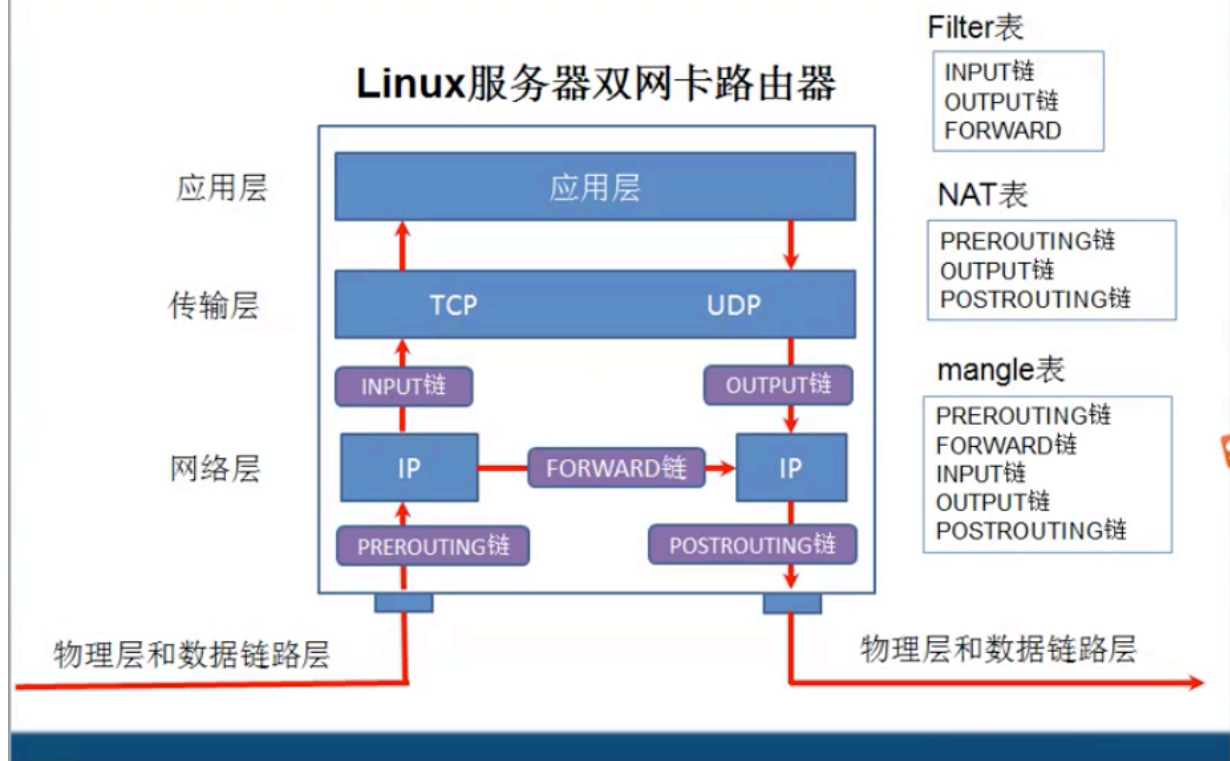 Linux服务器双网卡路由器
应用层
应用层
传输层
TCP
UDP
INPUT链
OUTPUT链
网络层
IP
FORWARD链
IP
PREROUTING链
POSTROUTING链
物理层和数据链路层
物理层和数据链路层
Filter表
INPUT链
OUTPUT链
FORWARD
NAT表
PREROUTING链
OUTPUT链
POSTROUTING链
mangle表
PREROUTING链
FORWARD链
INPUT链
OUTPUT链
POSTROUTING链